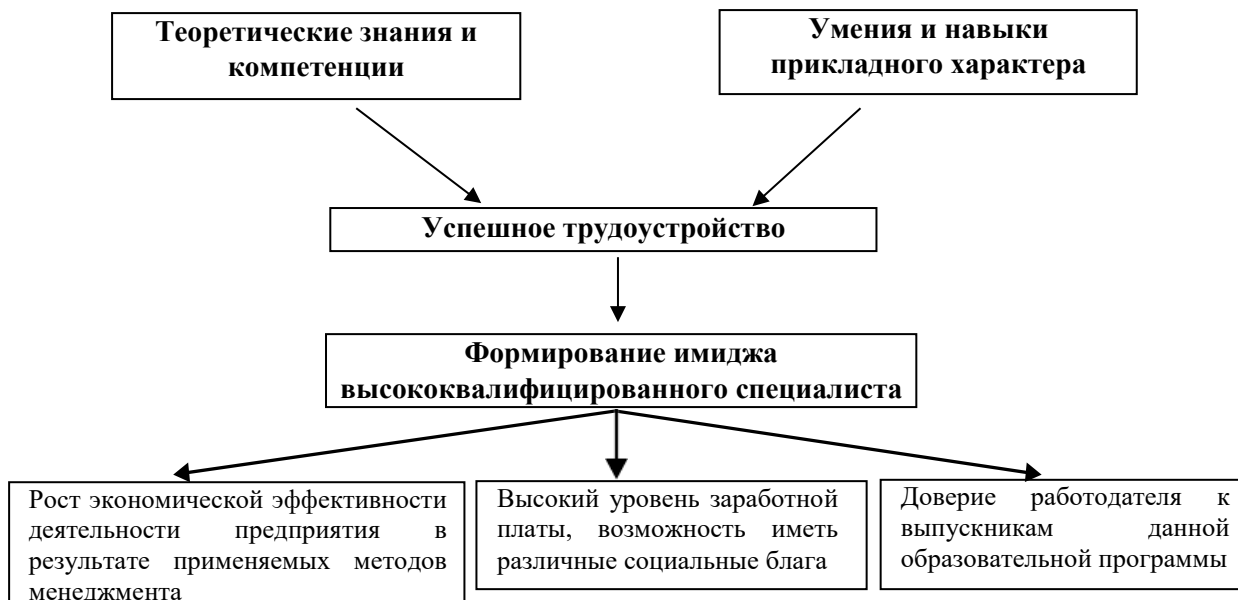 Теоретические знания и
компетенции
Умения и навыки
прикладного характера
Успешное трудоустройство
Формирование имиджа
высококвалифицированного специалиста
Рост экономической эффективности
деятельности предприятия в
результате применяемых методов
менеджмента
Высокий уровень заработной
платы, возможность иметь
различные социальные блага
Доверие работодателя к
выпускникам данной
образовательной программы